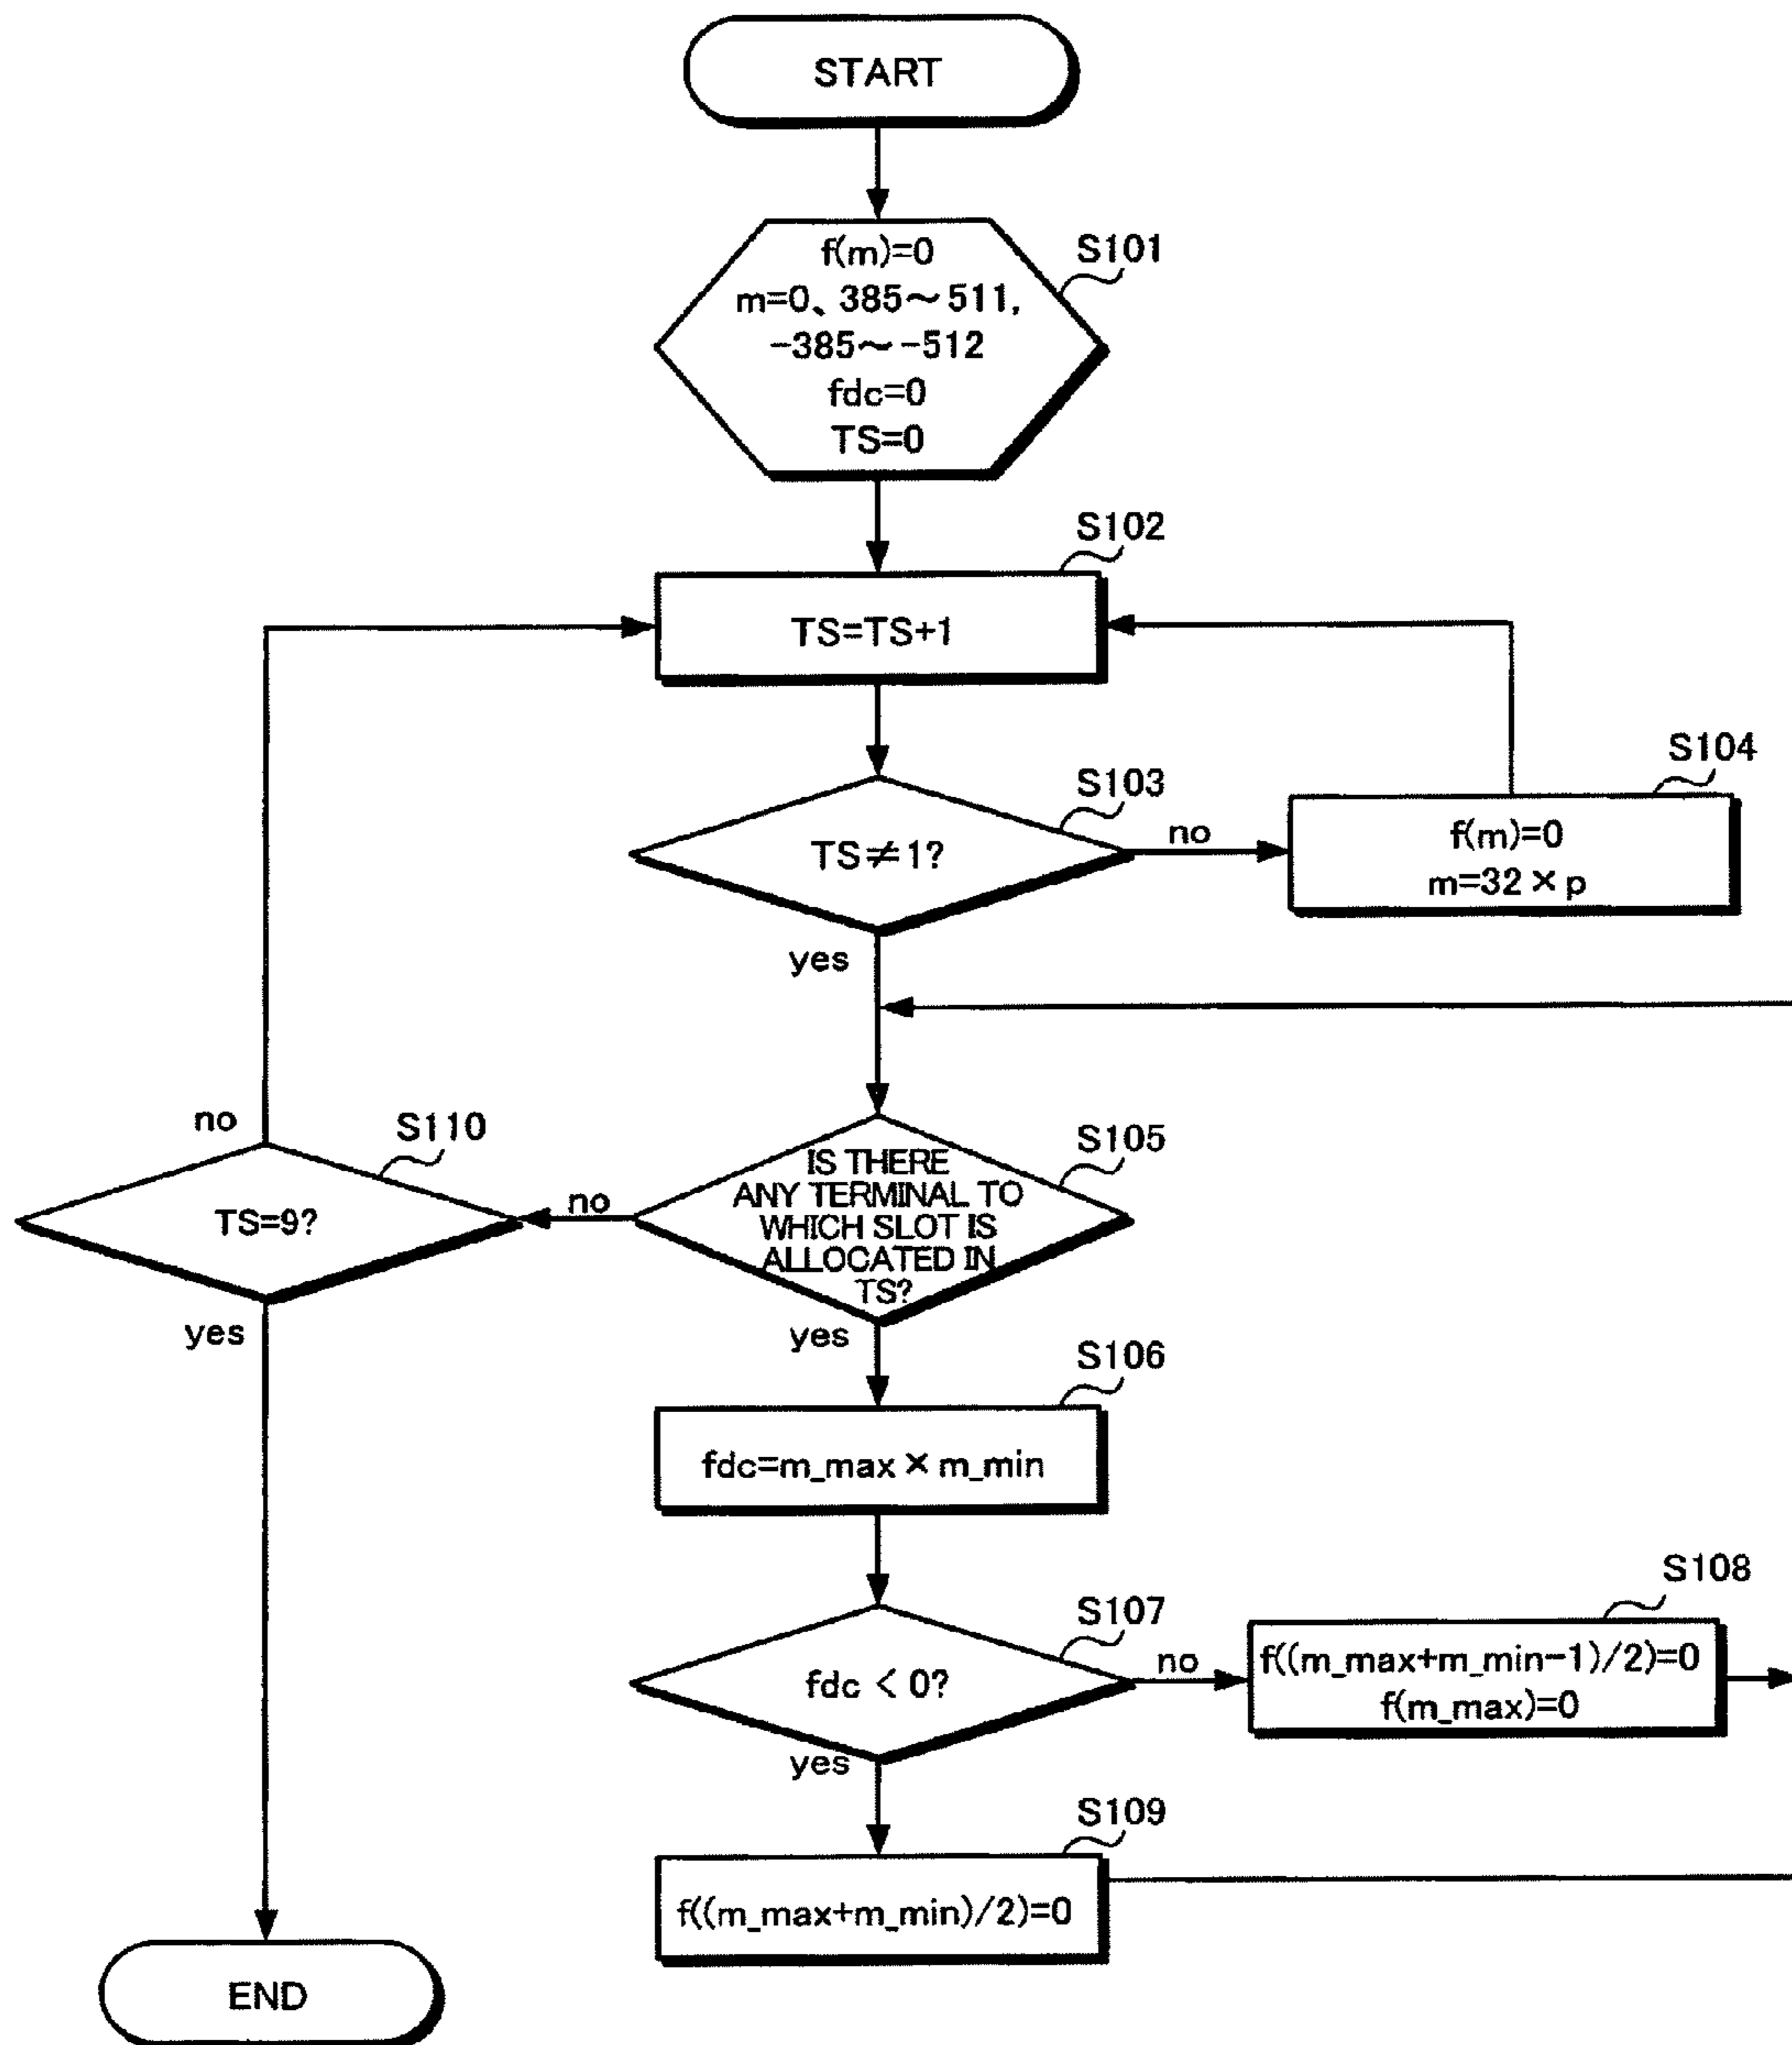 START
f(m)=0
m=0、385～511,
-385～-512
fdc=0
TS=0
S101
S102
TS=TS+1
S103
TS≠1?
no
yes
S104
f(m)=0
m=32×p
S105
IS THERE
ANY TERMINAL TO
WHICH SLOT IS
ALLOCATED IN
TS?
no
yes
S110
TS=9?
no
yes
S106
fdc=m_max×m_min
S107
fdc < 0?
no
yes
S108
f((m_max+m_min-1)/2)=0
f(m_max)=0
S109
f((m_max+m_min)/2)=0
END